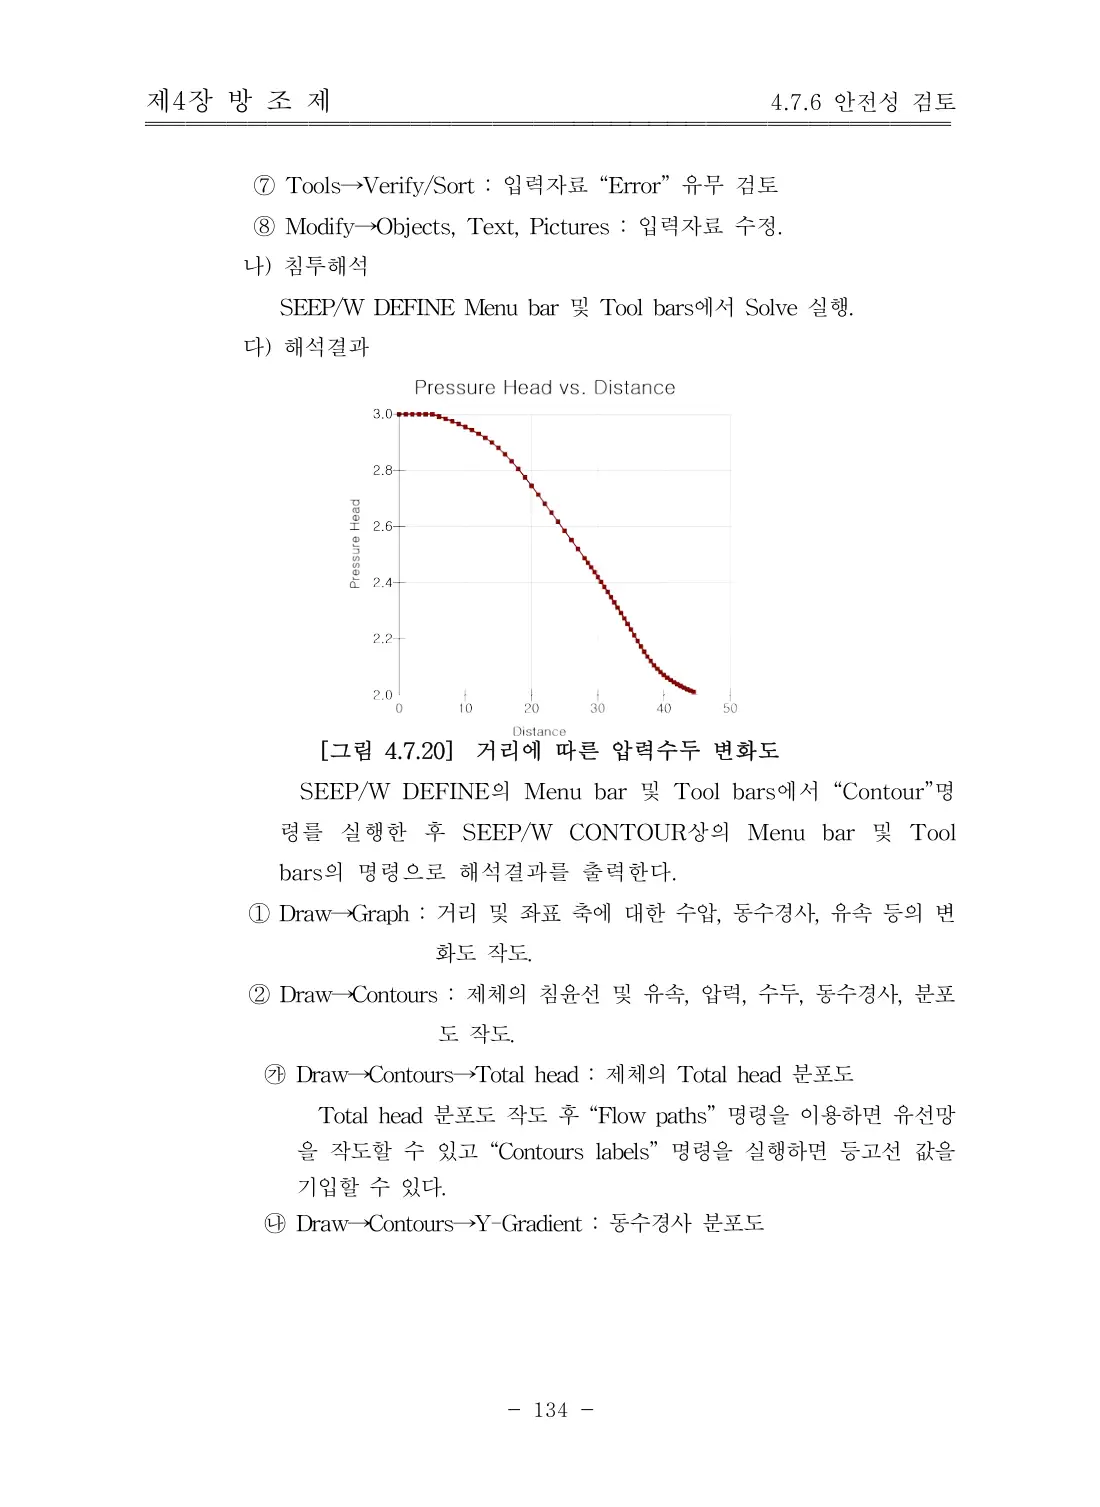 제4장 방 조 제 4.7.6 안전성 검토
⑦ Tools→Verify/Sort : 입력자료 “Error” 유무 검토
⑧ Modify→Objects, Text, Pictures : 입력자료 수정.
나) 침투해석
SEEP/W DEFINE Menu bar 및 Tool bars에서 Solve 실행.
다) 해석결과
Pressure Head vs. Distance
3.0
2.8
2.6
2.4
2.2
2.0
Pressure Head
0 10 20 30 40 50
Distance
[그림 4.7.20] 거리에 따른 압력수두 변화도
SEEP/W DEFINE의 Menu bar 및 Tool bars에서 “Contour”명
령를 실행한 후 SEEP/W CONTOUR상의 Menu bar 및 Tool
bars의 명령으로 해석결과를 출력한다.
① Draw→Graph : 거리 및 좌표 축에 대한 수압, 동수경사, 유속 등의 변
화도 작도.
② Draw→Contours : 제체의 침윤선 및 유속, 압력, 수두, 동수경사, 분포
도 작도.
㉮ Draw→Contours→Total head : 제체의 Total head 분포도
Total head 분포도 작도 후 “Flow paths” 명령을 이용하면 유선망
을 작도할 수 있고 “Contours labels” 명령을 실행하면 등고선 값을
기입할 수 있다.
㉯ Draw→Contours→Y-Gradient : 동수경사 분포도
- 134 -